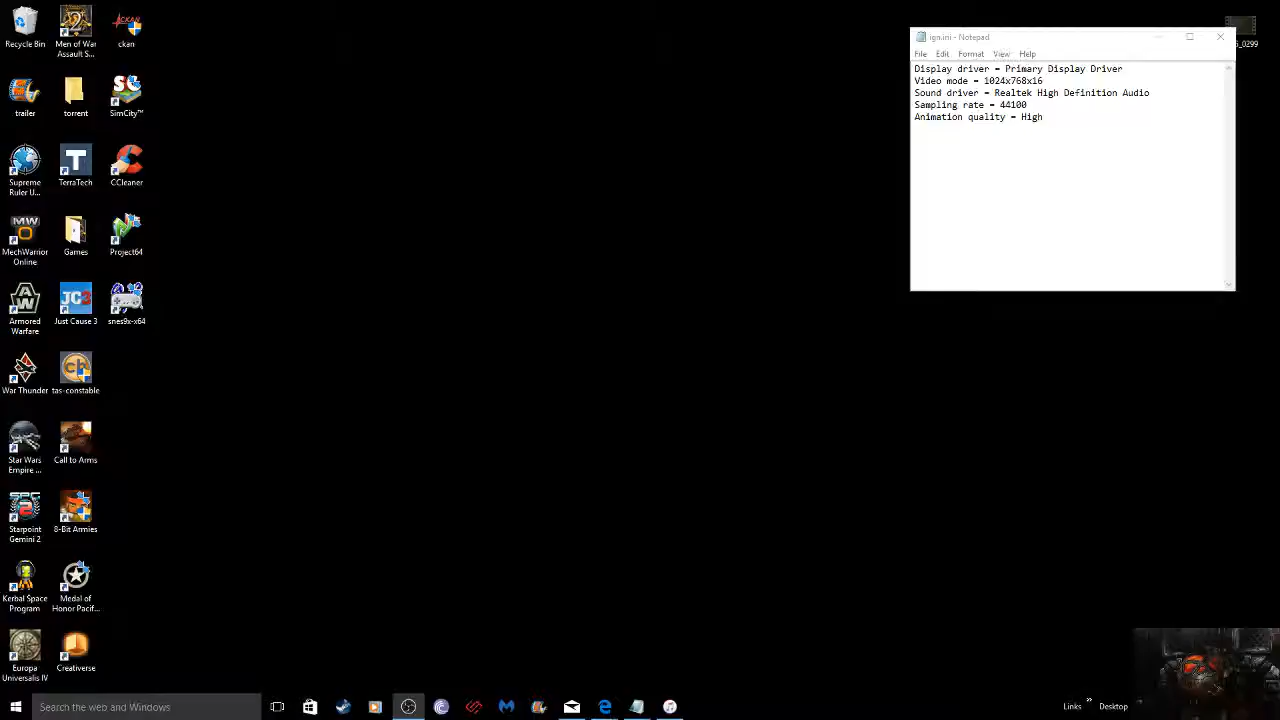 Recycle Bin
Men of War
Assault S...
ckan
trailer
torrent
SimCity™
Supreme
Ruler U...
TerraTech
CCleaner
MechWarrior
Online
Games
Project64
Armored
Warfare
Just Cause 3
snes9x-x64
War Thunder
tas-constable
Star Wars
Empire ...
Call to Arms
Starpoint
Gemini 2
8-Bit Armies
Kerbal Space
Program
Medal of
Honor Pacif...
Europa
Universalis IV
Creativerse
ign.ini - Notepad
File Edit Format View Help
Display driver = Primary Display Driver
Video mode = 1024x768x16
Sound driver = Realtek High Definition Audio
Sampling rate = 44100
Animation quality = High
Search the web and Windows
Links » Desktop »